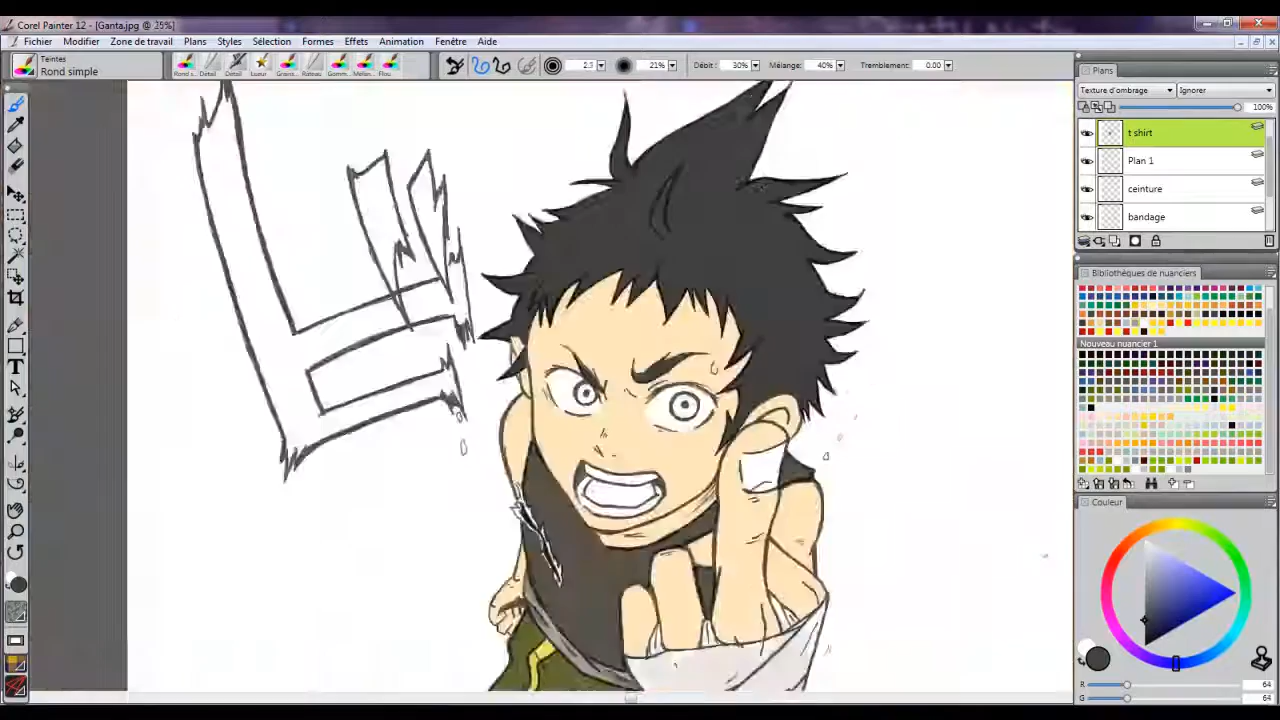 Corel Painter 12 - [Ganta.jpg @ 25%]
Fichier Modifier Zone de travail Plans Styles Sélection Formes Effets Animation Fenêtre Aide
Teintes
Rond simple
Rond s... Détail Détail Lueur Grains... Rateau Gomm... Mélan... Flou
2.5 21% Débit : 30% Mélange: 40% Tremblement: 0.00
Plans
Texture d'ombrage Ignorer
100%
t shirt
Plan 1
ceinture
bandage
Bibliothèques de nuanciers
Nouveau nuancier 1
Couleur
R 64
G 64